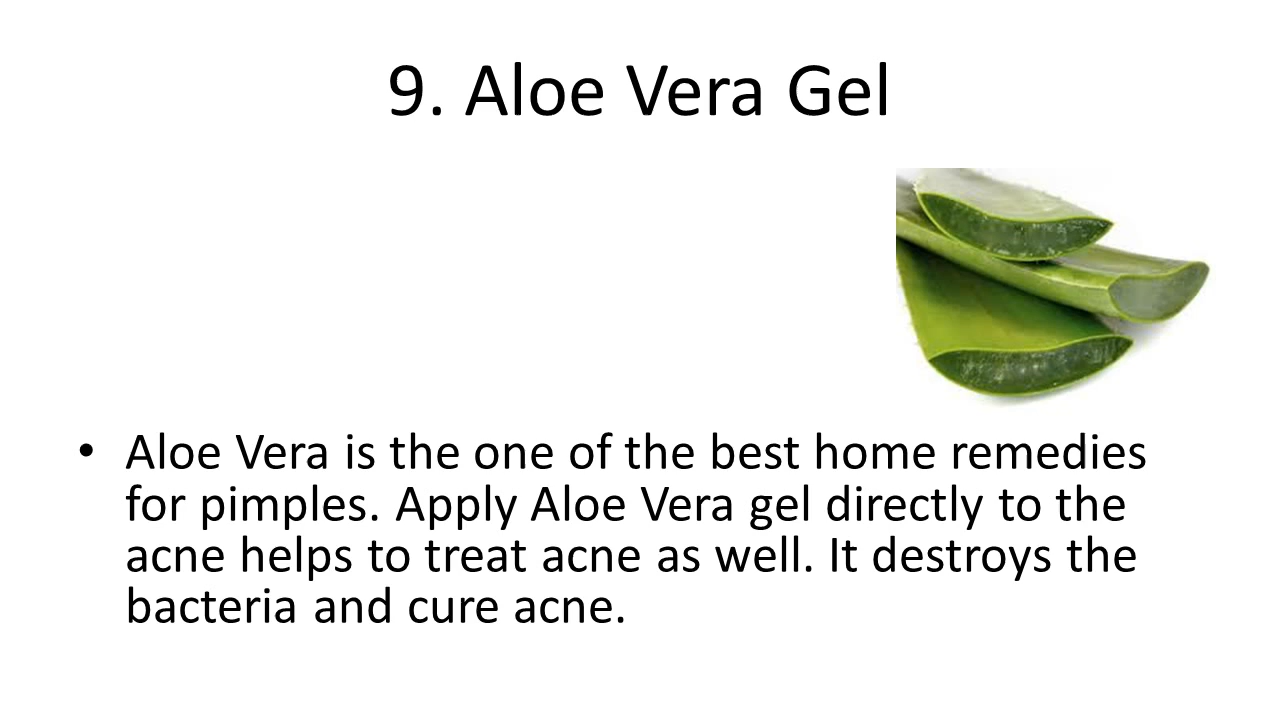 9. Aloe Vera Gel
• Aloe Vera is the one of the best home remedies
for pimples. Apply Aloe Vera gel directly to the
acne helps to treat acne as well. It destroys the
bacteria and cure acne.